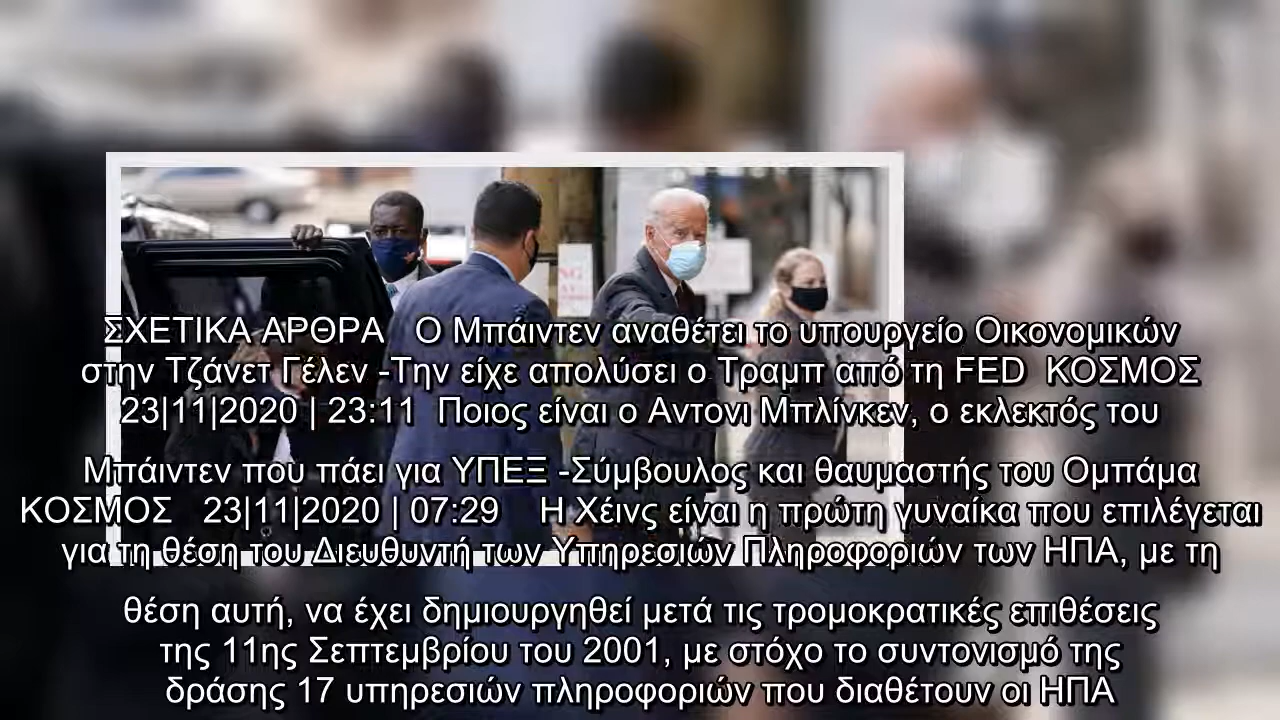 ΣΧΕΤΙΚΑ ΑΡΘΡΑ Ο Μπάιντεν αναθέτει το υπουργείο Οικονομικών
στην Τζάνετ Γέλεν -Την είχε απολύσει ο Τραμπ από τη FED ΚΟΣΜΟΣ
23|11|2020 | 23:11 Ποιος είναι ο Αντονι Μπλίνκεν, ο εκλεκτός του
Μπάιντεν που πάει για ΥΠΕΞ -Σύμβουλος και θαυμαστής του Ομπάμα
ΚΟΣΜΟΣ 23|11|2020 | 07:29 Η Χέινς είναι η πρώτη γυναίκα που επιλέγεται
για τη θέση του Διευθυντή των Υπηρεσιών Πληροφοριών των ΗΠΑ, με τη
θέση αυτή, να έχει δημιουργηθεί μετά τις τρομοκρατικές επιθέσεις
της 11ης Σεπτεμβρίου του 2001, με στόχο το συντονισμό της
δράσης 17 υπηρεσιών πληροφοριών που διαθέτουν οι ΗΠΑ